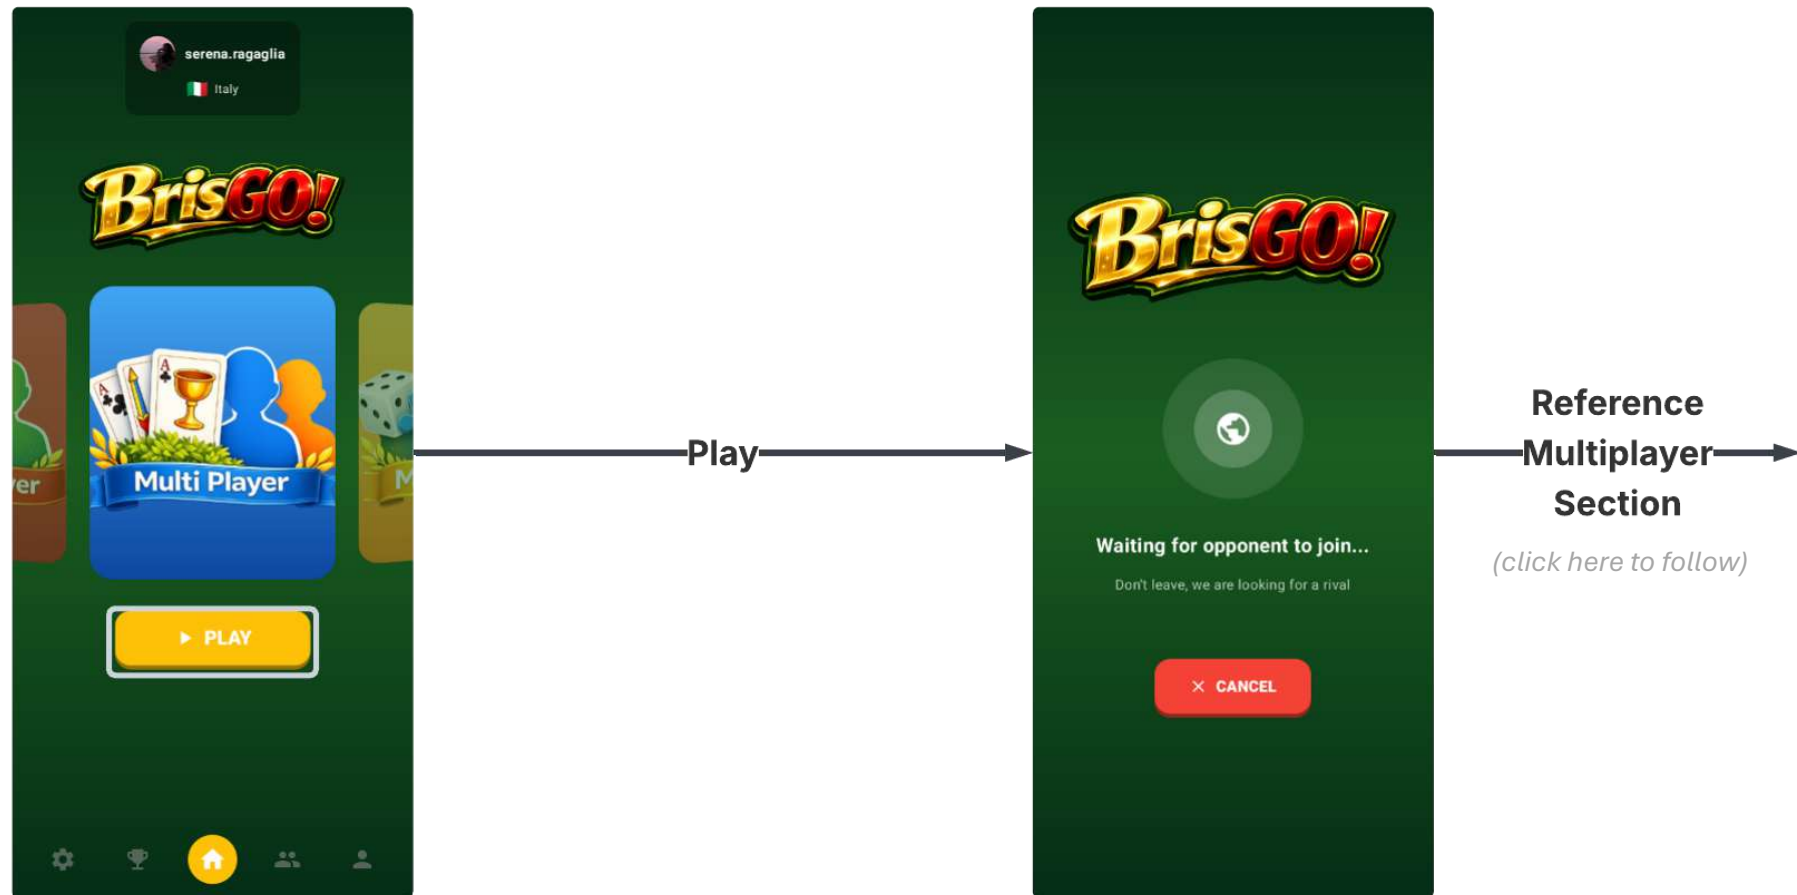 serena.ragaglia
Italy
BrisGO!
A
A
Multi Player
yer
M
PLAY
Play
BrisGO!
Waiting for opponent to join...
Don't leave, we are looking for a rival
CANCEL
Reference
Multiplayer
Section
(click here to follow)